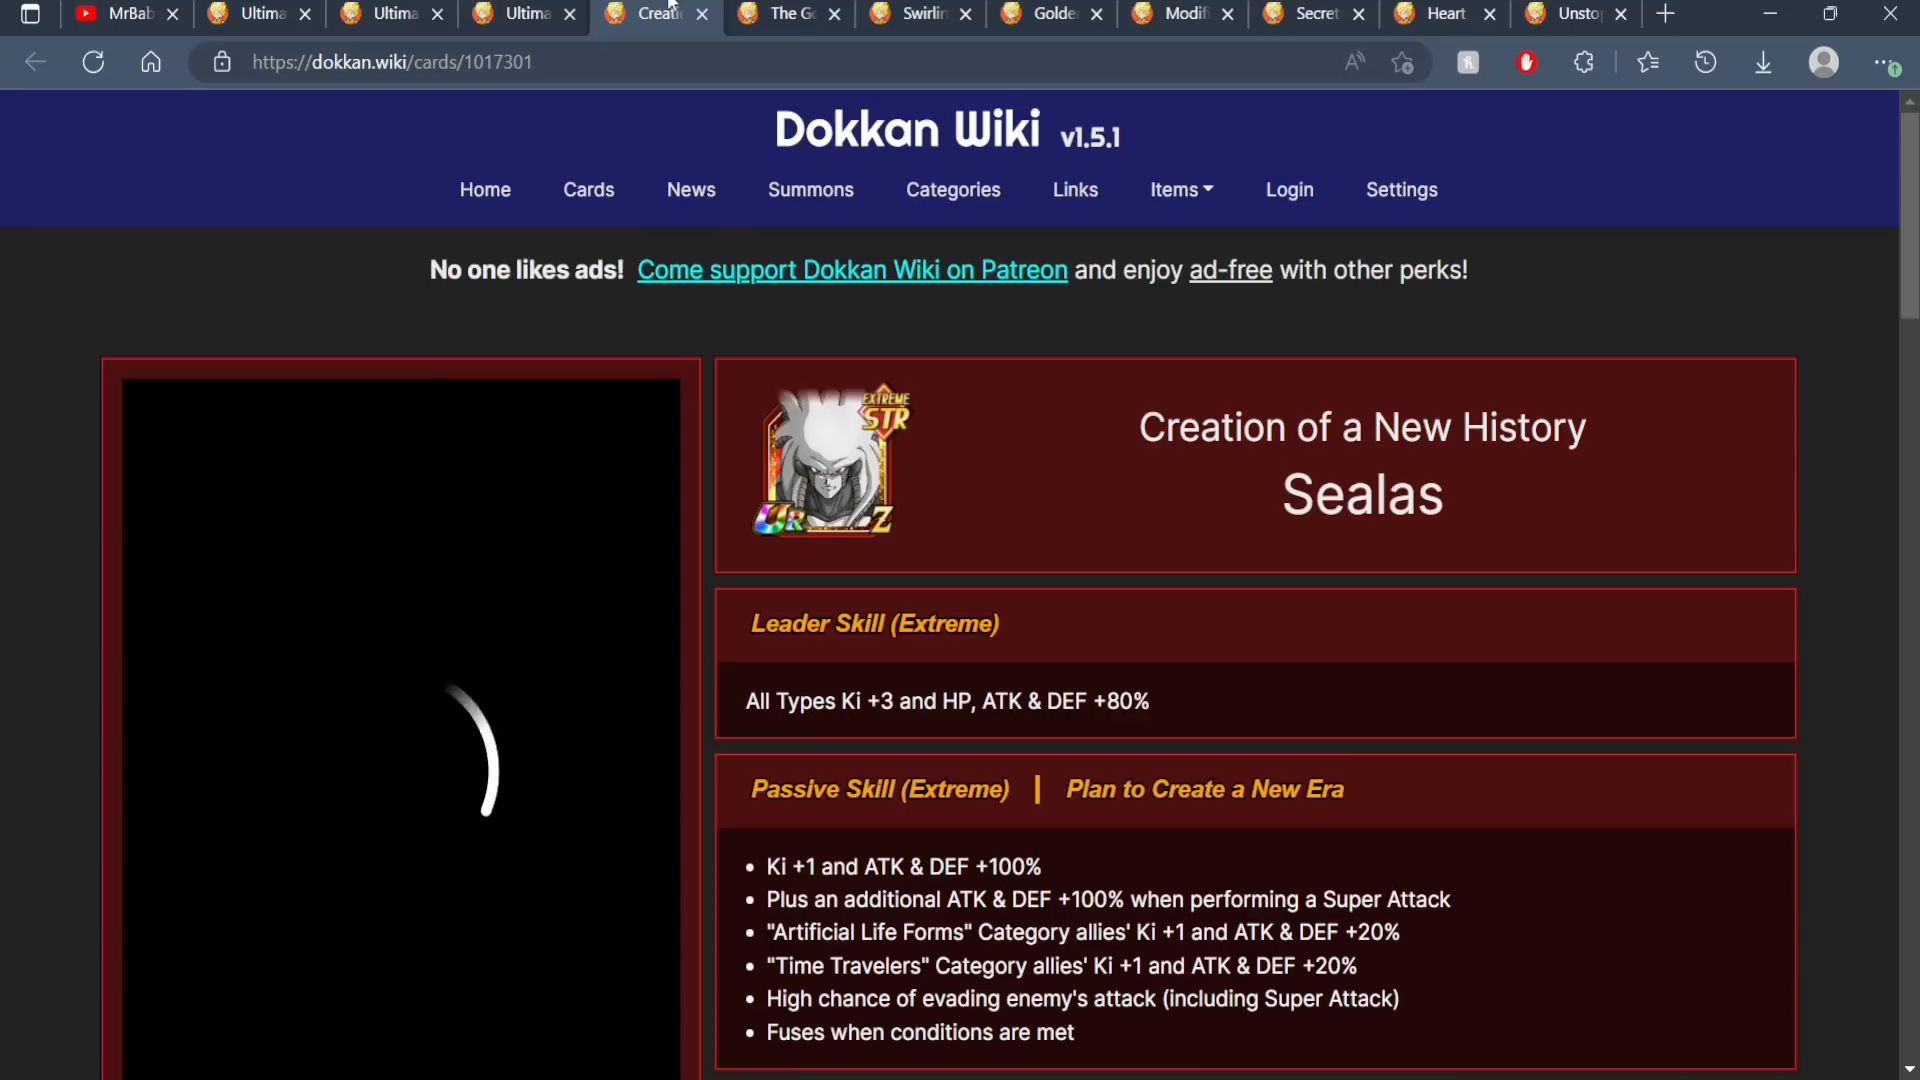 MrBab
Ultima
Ultima
Ultima
Creati
The Go
Swirlin
Golde
Modifi
Secret
Heart
Unsto
https://dokkan.wiki/cards/1017301
Dokkan Wiki v1.5.1
Home Cards News Summons Categories Links Items Login Settings
No one likes ads! Come support Dokkan Wiki on Patreon and enjoy ad-free with other perks!
EXTREME
STR
UR Z
Creation of a New History
Sealas
Leader Skill (Extreme)
All Types Ki +3 and HP, ATK & DEF +80%
Passive Skill (Extreme) | Plan to Create a New Era
• Ki +1 and ATK & DEF +100%
• Plus an additional ATK & DEF +100% when performing a Super Attack
• "Artificial Life Forms" Category allies' Ki +1 and ATK & DEF +20%
• "Time Travelers" Category allies' Ki +1 and ATK & DEF +20%
• High chance of evading enemy's attack (including Super Attack)
• Fuses when conditions are met